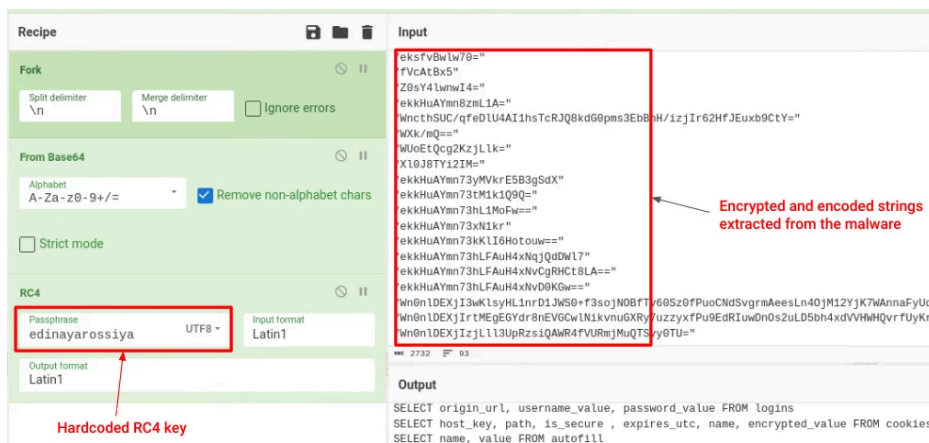 Recipe
Fork
Split delimiter
\n
Merge delimiter
\n
Ignore errors
From Base64
Alphabet
A-Za-z0-9+/=
Remove non-alphabet chars
Strict mode
RC4
Passphrase
edinayarossiya
UTF8
Input format
Latin1
Output format
Latin1
Hardcoded RC4 key
Input
"eksfvBwlw70="
"fVcAtBx5"
"Z0sY4lwnwI4="
"ekkHuAYmn8zmL1A="
"WXk/mQ=="
"WUoEtQcg2KzjLlk="
"Xl0J8TYi2IM="
"ekkHuAYmn73yMVkrE5B3gSdX"
"ekkHuAYmn73tM1k1Q9Q="
"ekkHuAYmn73hL1MoFw=="
"ekkHuAYmn73xN1kr"
"ekkHuAYmn73kKlI6Hotouw=="
"ekkHuAYmn73hLFAuH4xNqjQdDWl7"
"ekkHuAYmn73hLFAuH4xNvCgRHCt8LA=="
"ekkHuAYmn73hLFAuH4xNvD0KGw=="
Encrypted and encoded strings
extracted from the malware
2732
93
Output
SELECT origin_url, username_value, password_value FROM logins
SELECT host_key, path, is_secure , expires_utc, name, encrypted_value FROM cookies
SELECT name, value FROM autofill